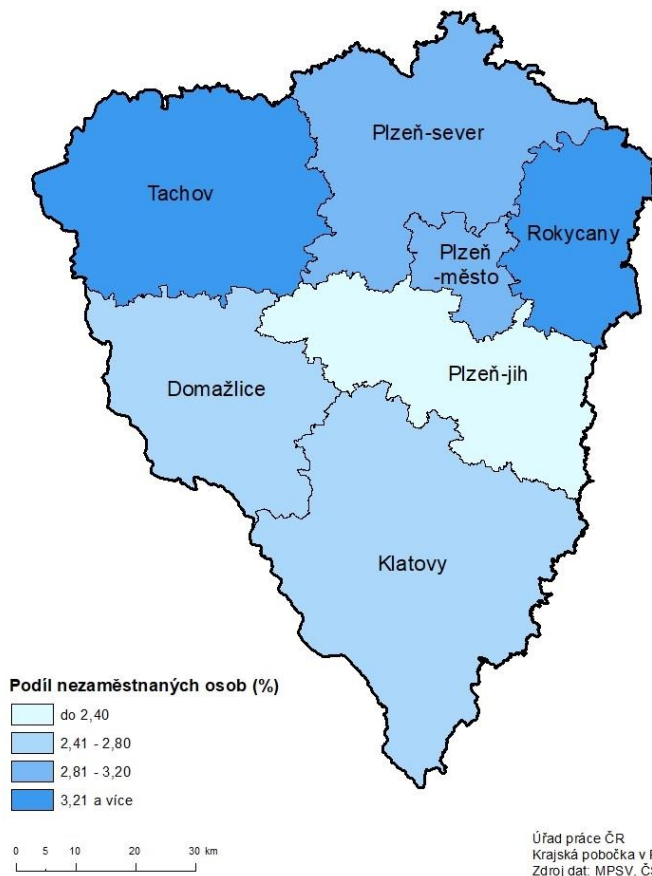 Plzeň-sever
Tachov
Rokycany
Plzeň
-město
Plzeň-jih
Domažlice
Klatovy
Podíl nezaměstnaných osob (%)
do 2,40
2,41 - 2,80
2,81 - 3,20
3,21 a více
0 5 10 20 30 km
Úřad práce ČR
Krajská pobočka v
Zdroj dat: MPSV,